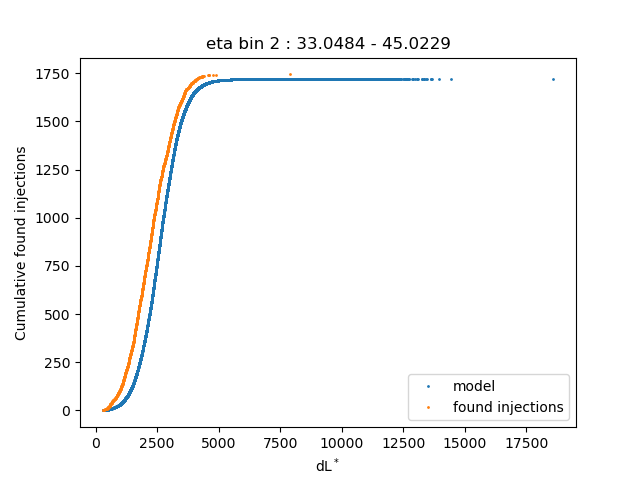 eta bin 2 : 33.0484 - 45.0229
Cumulative found injections
1750
1500
1250
1000
750
500
250
0
0 2500 5000 7500 10000 12500 15000 17500
dL*
model
found injections